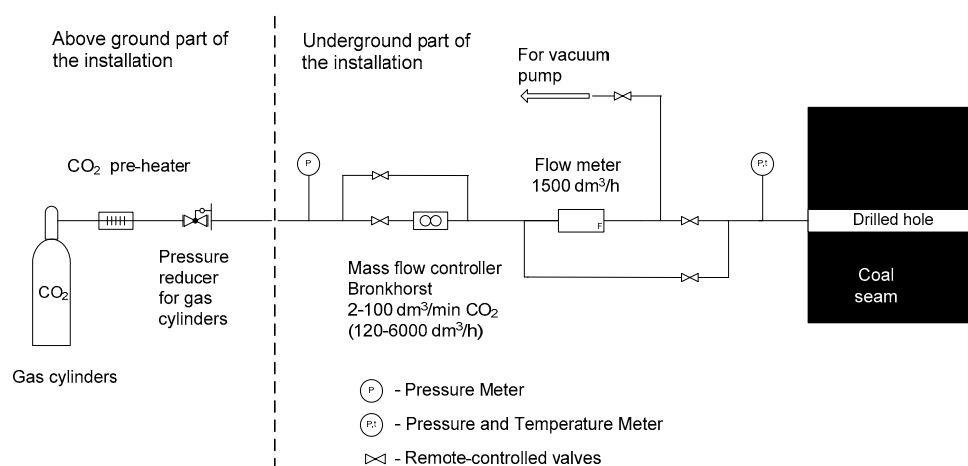 Above ground part of
the installation
Underground part of
the installation
For vacuum
pump
CO₂ pre-heater
P
Flow meter
1500 dm³/h
P,t
F
Drilled hole
CO₂
Pressure
reducer
for gas
cylinders
Mass flow controller
Bronkhorst
2-100 dm³/min CO₂
(120-6000 dm³/h)
Coal
seam
Gas cylinders
P - Pressure Meter
P,t - Pressure and Temperature Meter
- Remote-controlled valves